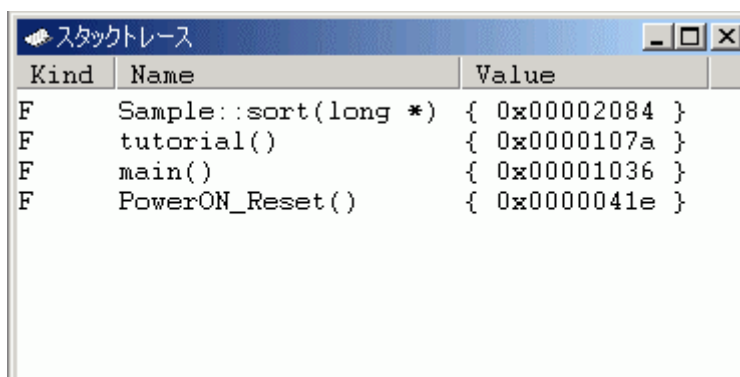 スタックトレース
Kind Name Value
F Sample::sort(long *) { 0x00002084 }
F tutorial() { 0x0000107a }
F main() { 0x00001036 }
F PowerON_Reset() { 0x0000041e }